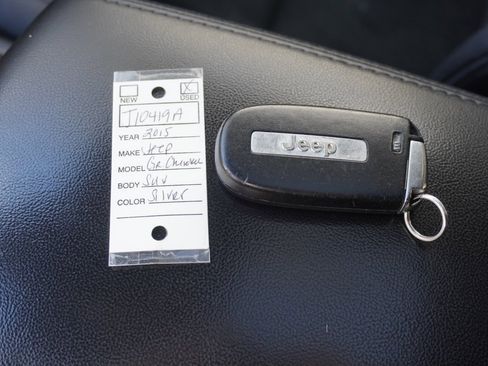 X
NEW USED
J10419A
YEAR 2015
MAKE Jeep
MODEL Gr. Cherokee
BODY Suv
COLOR Silver
Jeep